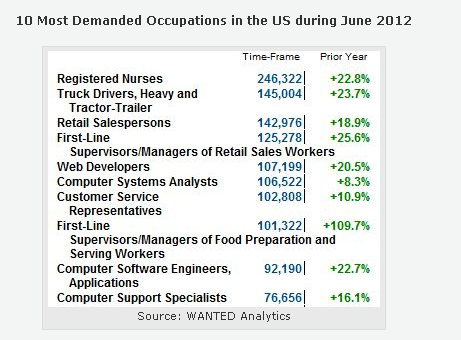 10 Most Demanded Occupations in the US during June 2012
Time-Frame Prior Year
Registered Nurses 246,322 +22.8%
Truck Drivers, Heavy and 145,004 +23.7%
Tractor-Trailer
Retail Salespersons 142,976 +18.9%
First-Line 125,278 +25.6%
Supervisors/Managers of Retail Sales Workers
Web Developers 107,199 +20.5%
Computer Systems Analysts 106,522 +8.3%
Customer Service 102,808 +10.9%
Representatives
First-Line 101,322 +109.7%
Supervisors/Managers of Food Preparation and
Serving Workers
Computer Software Engineers, 92,190 +22.7%
Applications
Computer Support Specialists 76,656 +16.1%
Source: WANTED Analytics